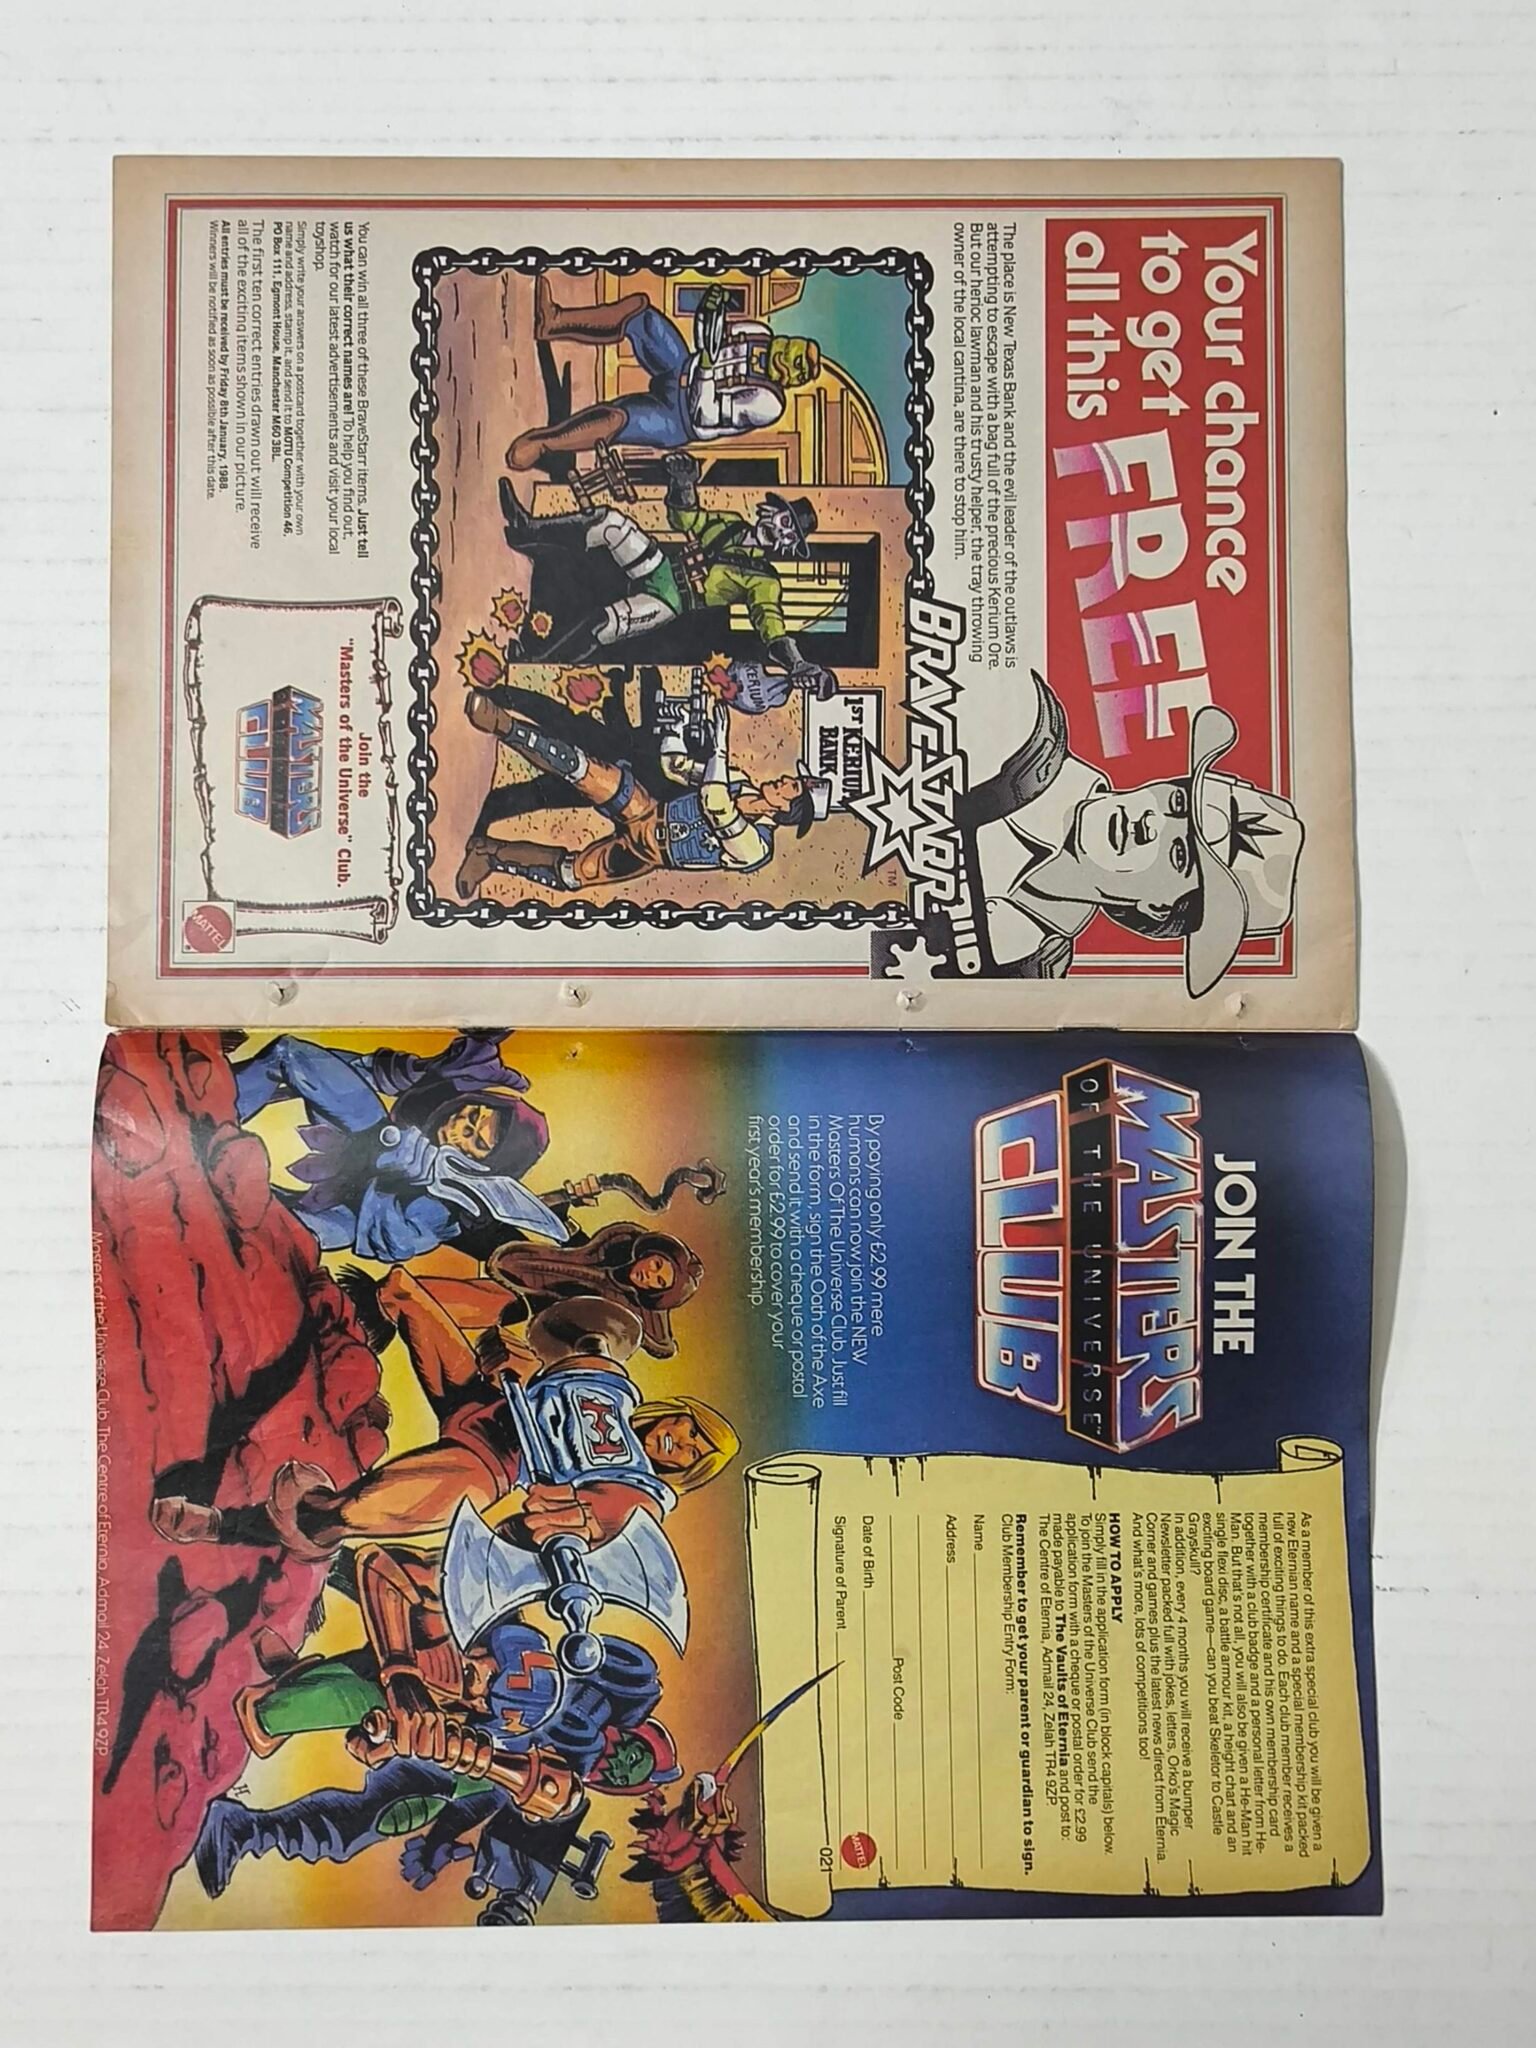 Your chance
to get FREE
all this
The place is New Texas Bank and the evil leader of the outlaws is
attempting to escape with a bag full of the precious Kerium Ore.
But our heroic lawman and his trusty helper, the tray throwing
owner of the local cantina, are there to stop him.
BRAVESTARR
TM
1ST KERIUM
BANK
KERIUM
You can win all three of these BraveStarr items. Just tell
us what their correct names are! To help you find out,
watch for our latest advertisements and visit your local
toyshop.
Simply write your answers on a postcard together with your own
name and address, stamp it, and send it to MOTU Competition 46,
PO Box 111, Egmont House, Manchester M60 3BL.
The first ten correct entries drawn out will receive
all of the exciting items shown in our picture.
All entries must be received by Friday 8th January, 1988.
Winners will be notified as soon as possible after this date.
Join the
"Masters of the Universe" Club.
MASTERS
CLUB
MATTEL
JOIN THE
MASTERS
OF THE UNIVERSE™
CLUB
By paying only £2.99 mere
humans can now join the NEW
Masters Of The Universe Club. Just fill
in the form, sign the Oath of the Axe
and send it with a cheque or postal
order for £2.99 to cover your
first year's membership.
As a member of this extra special club you will be given a
new Eternian name and a special membership kit packed
full of exciting things to do. Each club member receives a
membership certificate and his own membership card
together with a club badge and a personal letter from He-
Man. But that's not all, you will also be given a He-Man hit
single flexi disc, a battle armour kit, a height chart and an
exciting board game—can you beat Skeletor to Castle
Grayskull?
In addition, every 4 months you will receive a bumper
Newsletter packed full with jokes, letters, Orko's Magic
Corner and games plus the latest news direct from Eternia.
And what's more, lots of competitions too!
HOW TO APPLY
Simply fill in the application form (in block capitals) below.
To join the Masters of the Universe Club send the
application form with a cheque or postal order for £2.99
made payable to The Vaults of Eternia and post to:
The Centre of Eternia, Admail 24, Zelah TR4 9ZP.
Remember to get your parent or guardian to sign.
Club Membership Entry Form:
Name
Address
Post Code
Date of Birth
Signature of Parent
021
MATTEL
H
Masters of the Universe Club, The Centre of Eternia, Admail 24, Zelah TR4 9ZP